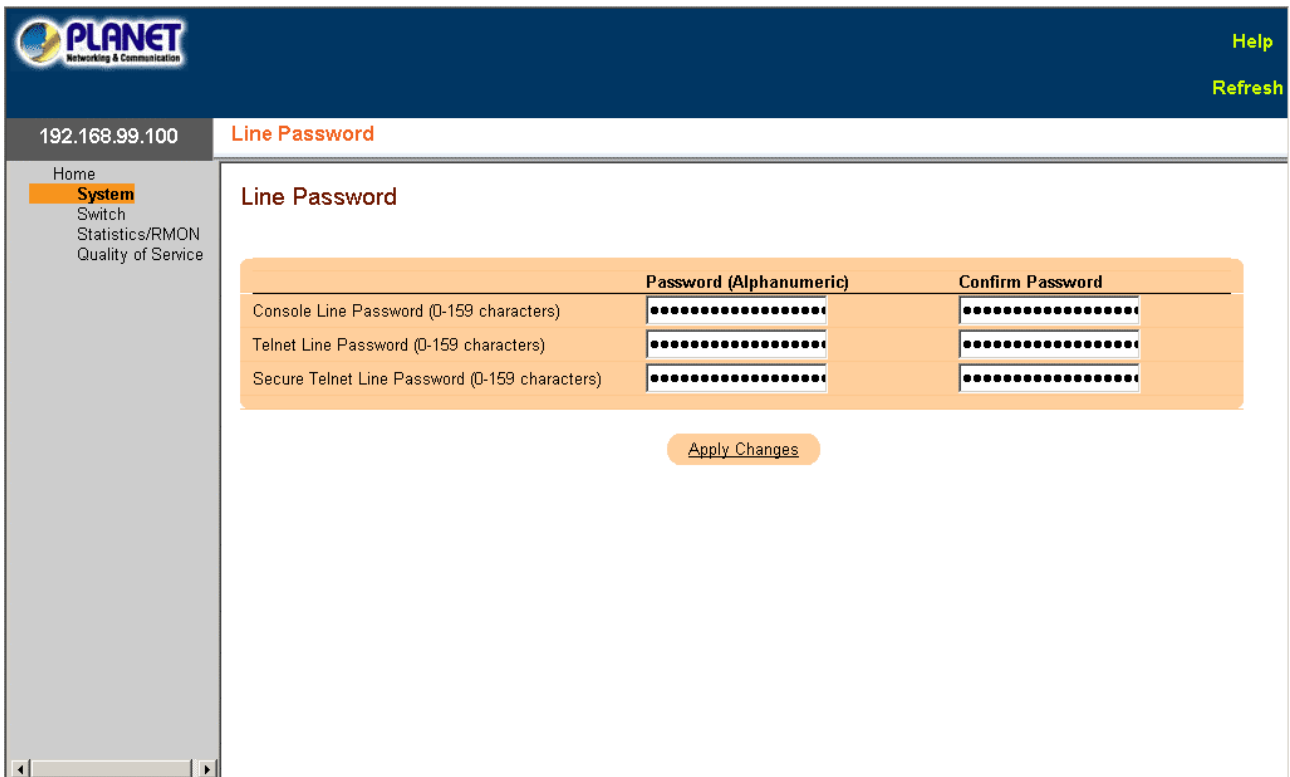 PLANET
Networking & Communication
Help
Refresh
192.168.99.100
Line Password
Home
System
Switch
Statistics/RMON
Quality of Service
Line Password
Password (Alphanumeric) Confirm Password
Console Line Password (0-159 characters)
Telnet Line Password (0-159 characters)
Secure Telnet Line Password (0-159 characters)
Apply Changes